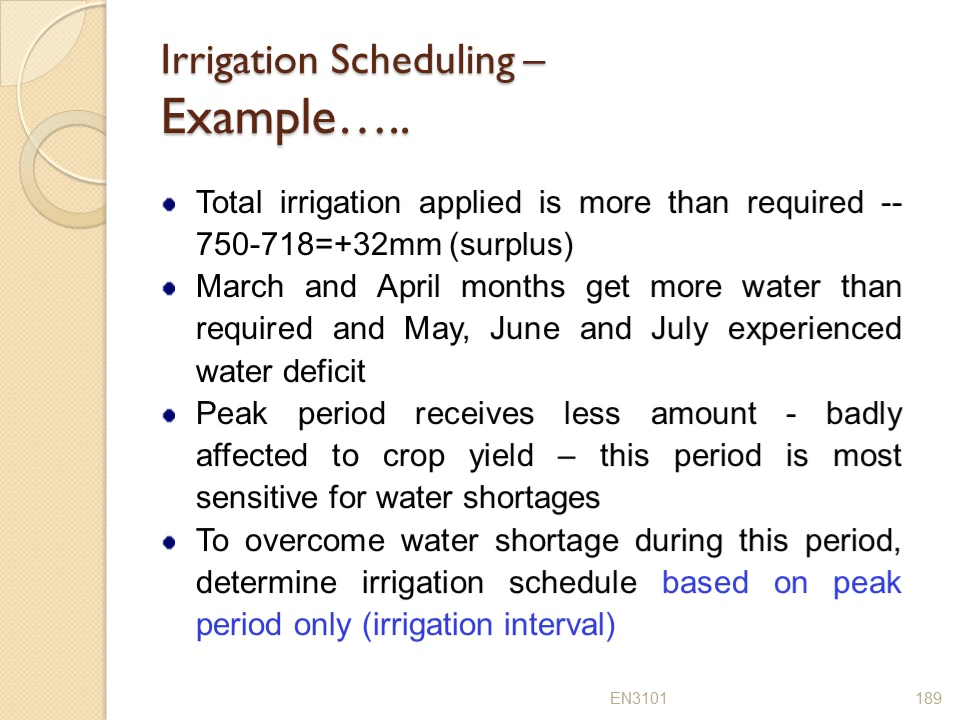 Irrigation Scheduling –
Example…..
Total irrigation applied is more than required --
750-718=+32mm (surplus)
March and April months get more water than
required and May, June and July experienced
water deficit
Peak period receives less amount - badly
affected to crop yield – this period is most
sensitive for water shortages
To overcome water shortage during this period,
determine irrigation schedule based on peak
period only (irrigation interval)
EN3101 189